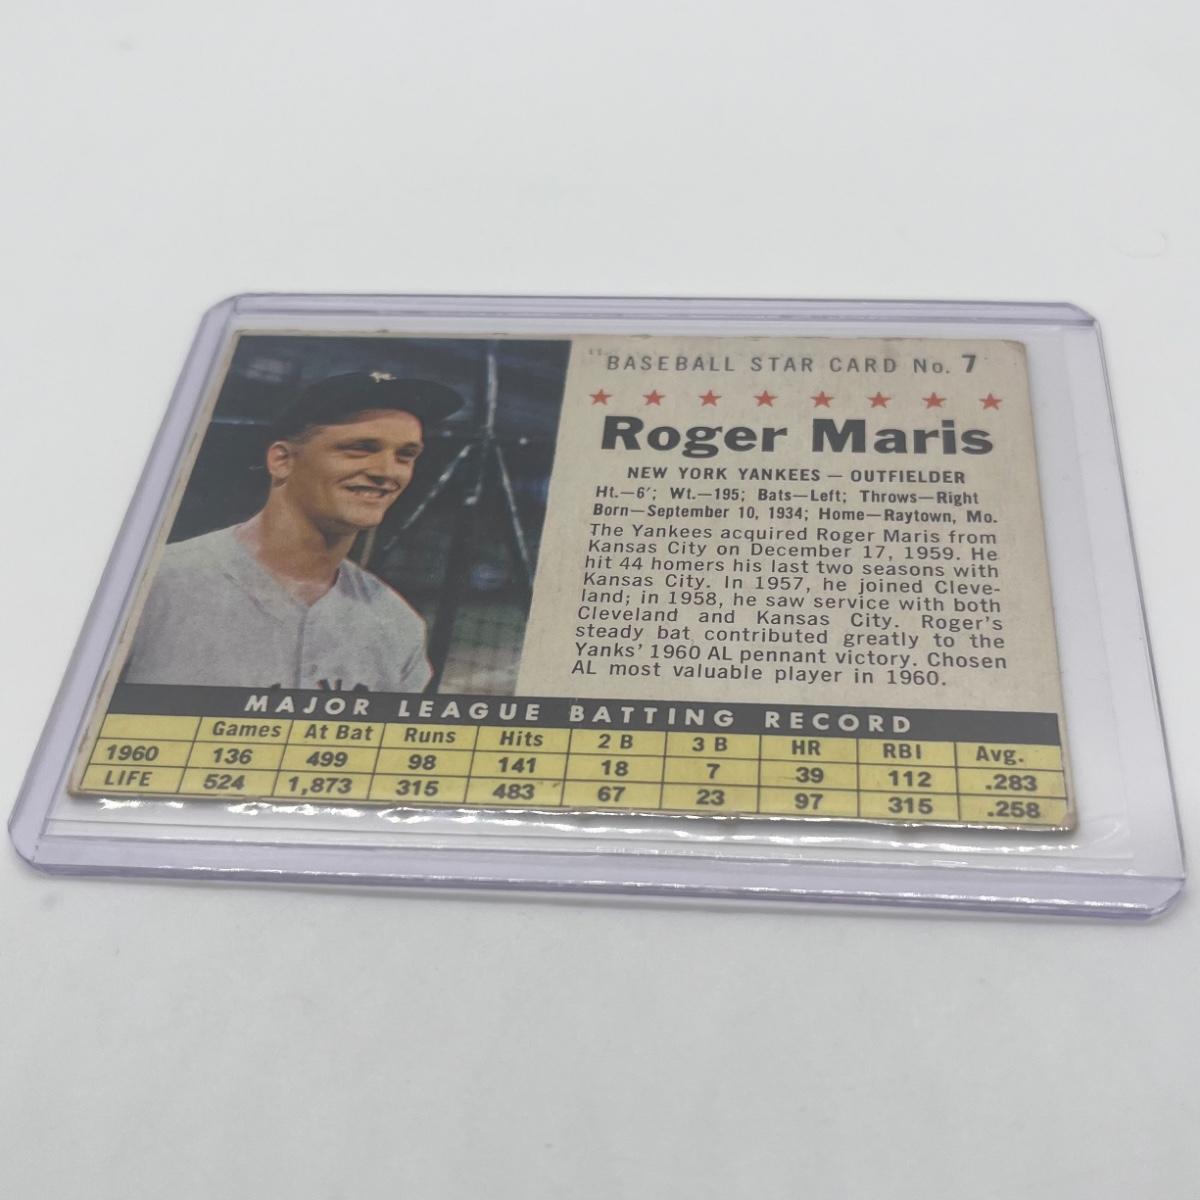 BASEBALL STAR CARD No. 7
Roger Maris
NEW YORK YANKEES — OUTFIELDER
Ht.—6'; Wt.—195; Bats—Left; Throws—Right
Born—September 10, 1934; Home—Raytown, Mo.
The Yankees acquired Roger Maris from
Kansas City on December 17, 1959. He
hit 44 homers his last two seasons with
Kansas City. In 1957, he joined Cleve-
land; in 1958, he saw service with both
Cleveland and Kansas City. Roger's
steady bat contributed greatly to the
Yanks' 1960 AL pennant victory. Chosen
AL most valuable player in 1960.
MAJOR LEAGUE BATTING RECORD
Games At Bat Runs Hits 2 B 3 B HR RBI Avg.
1960 136 499 98 141 18 7 39 112 .283
LIFE 524 1,873 315 483 67 23 97 315 .258